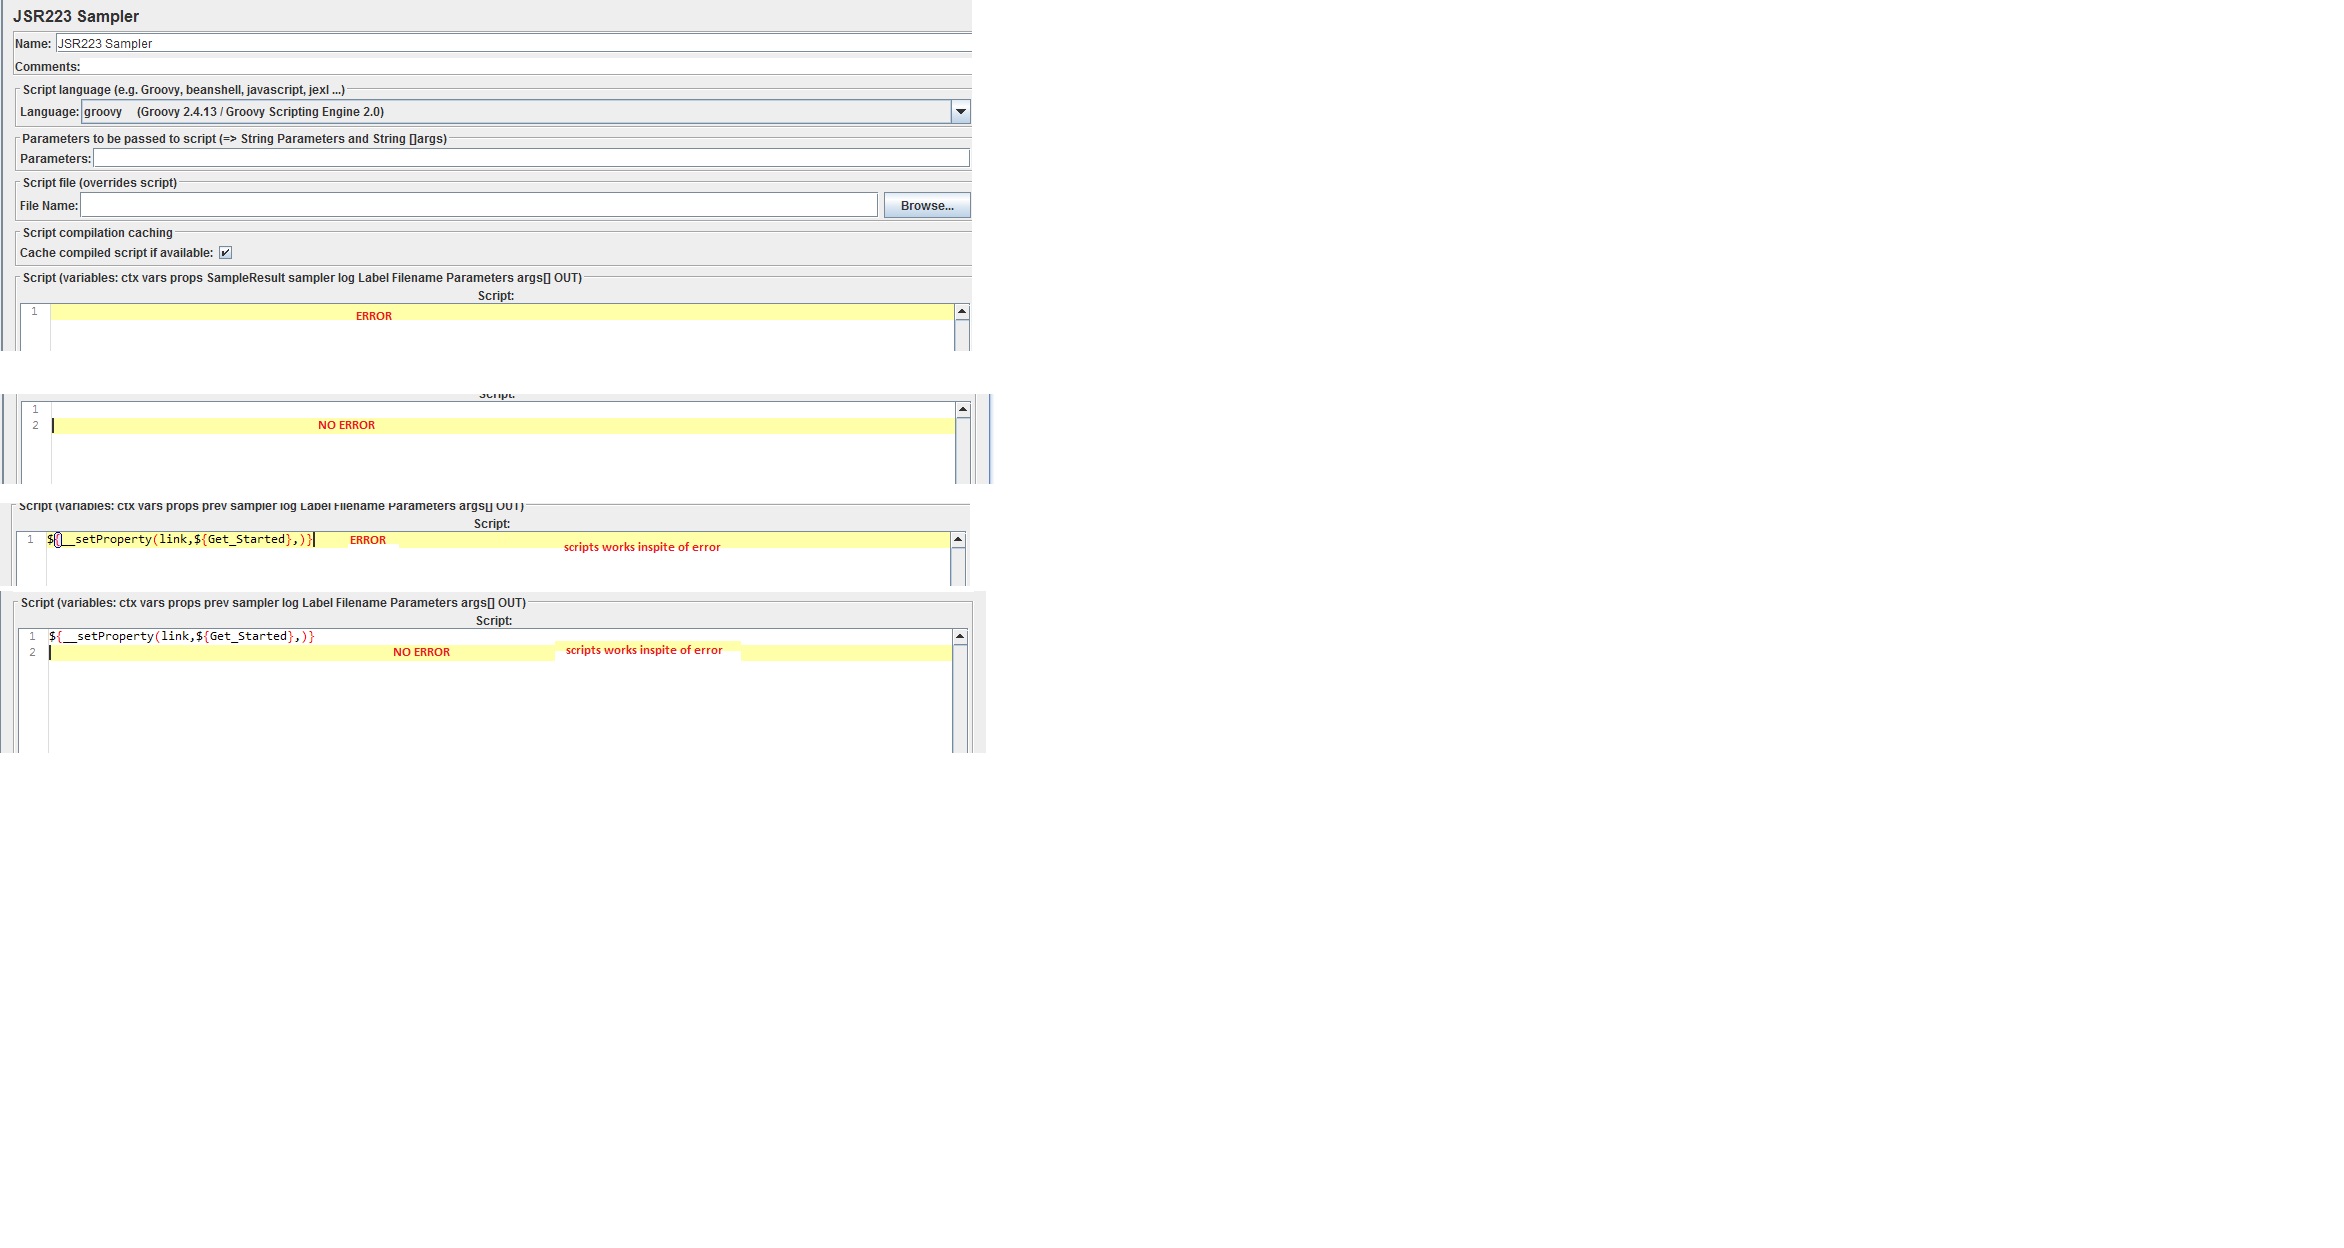 JSR223 Sampler
Name: JSR223 Sampler
Comments:
Script language (e.g. Groovy, beanshell, javascript, jexl ...)
Language: groovy (Groovy 2.4.13 / Groovy Scripting Engine 2.0)
Parameters to be passed to script (=> String Parameters and String []args)
Parameters:
Script file (overrides script)
File Name: Browse...
Script compilation caching
Cache compiled script if available:
Script (variables: ctx vars props SampleResult sampler log Label Filename Parameters args[] OUT)
Script:
1 ERROR
Script:
1
2 NO ERROR
Script (variables: ctx vars props prev sampler log Label Filename Parameters args[] OUT)
Script:
1 ${__setProperty(link,${Get_Started},)} ERROR scripts works inspite of error
Script (variables: ctx vars props prev sampler log Label Filename Parameters args[] OUT)
Script:
1 ${__setProperty(link,${Get_Started},)}
2 NO ERROR scripts works inspite of error